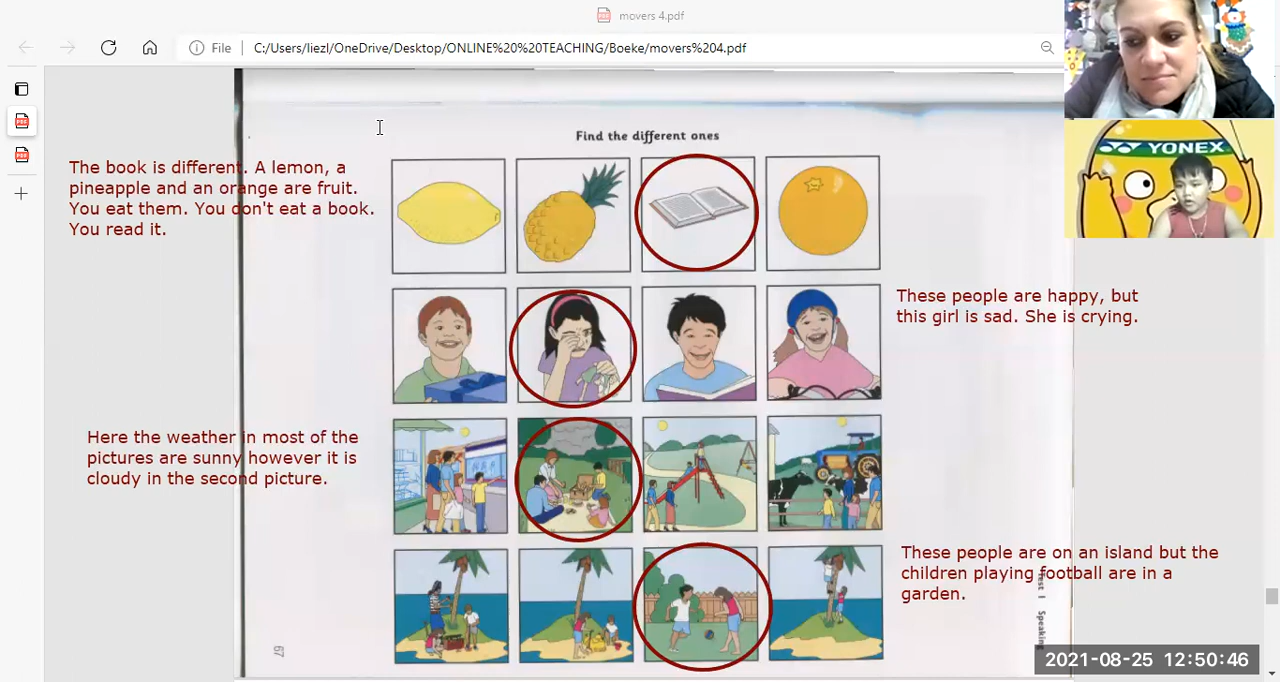 movers 4.pdf
File
C:/Users/liezl/OneDrive/Desktop/ONLINE%20%20TEACHING/Boeke/movers%204.pdf
YONEX
Find the different ones
The book is different. A lemon, a
pineapple and an orange are fruit.
You eat them. You don't eat a book.
You read it.
These people are happy, but
this girl is sad. She is crying.
Here the weather in most of the
pictures are sunny however it is
cloudy in the second picture.
These people are on an island but the
children playing football are in a
garden.
Test 1 Speaking
67
2021-08-25 12:50:46